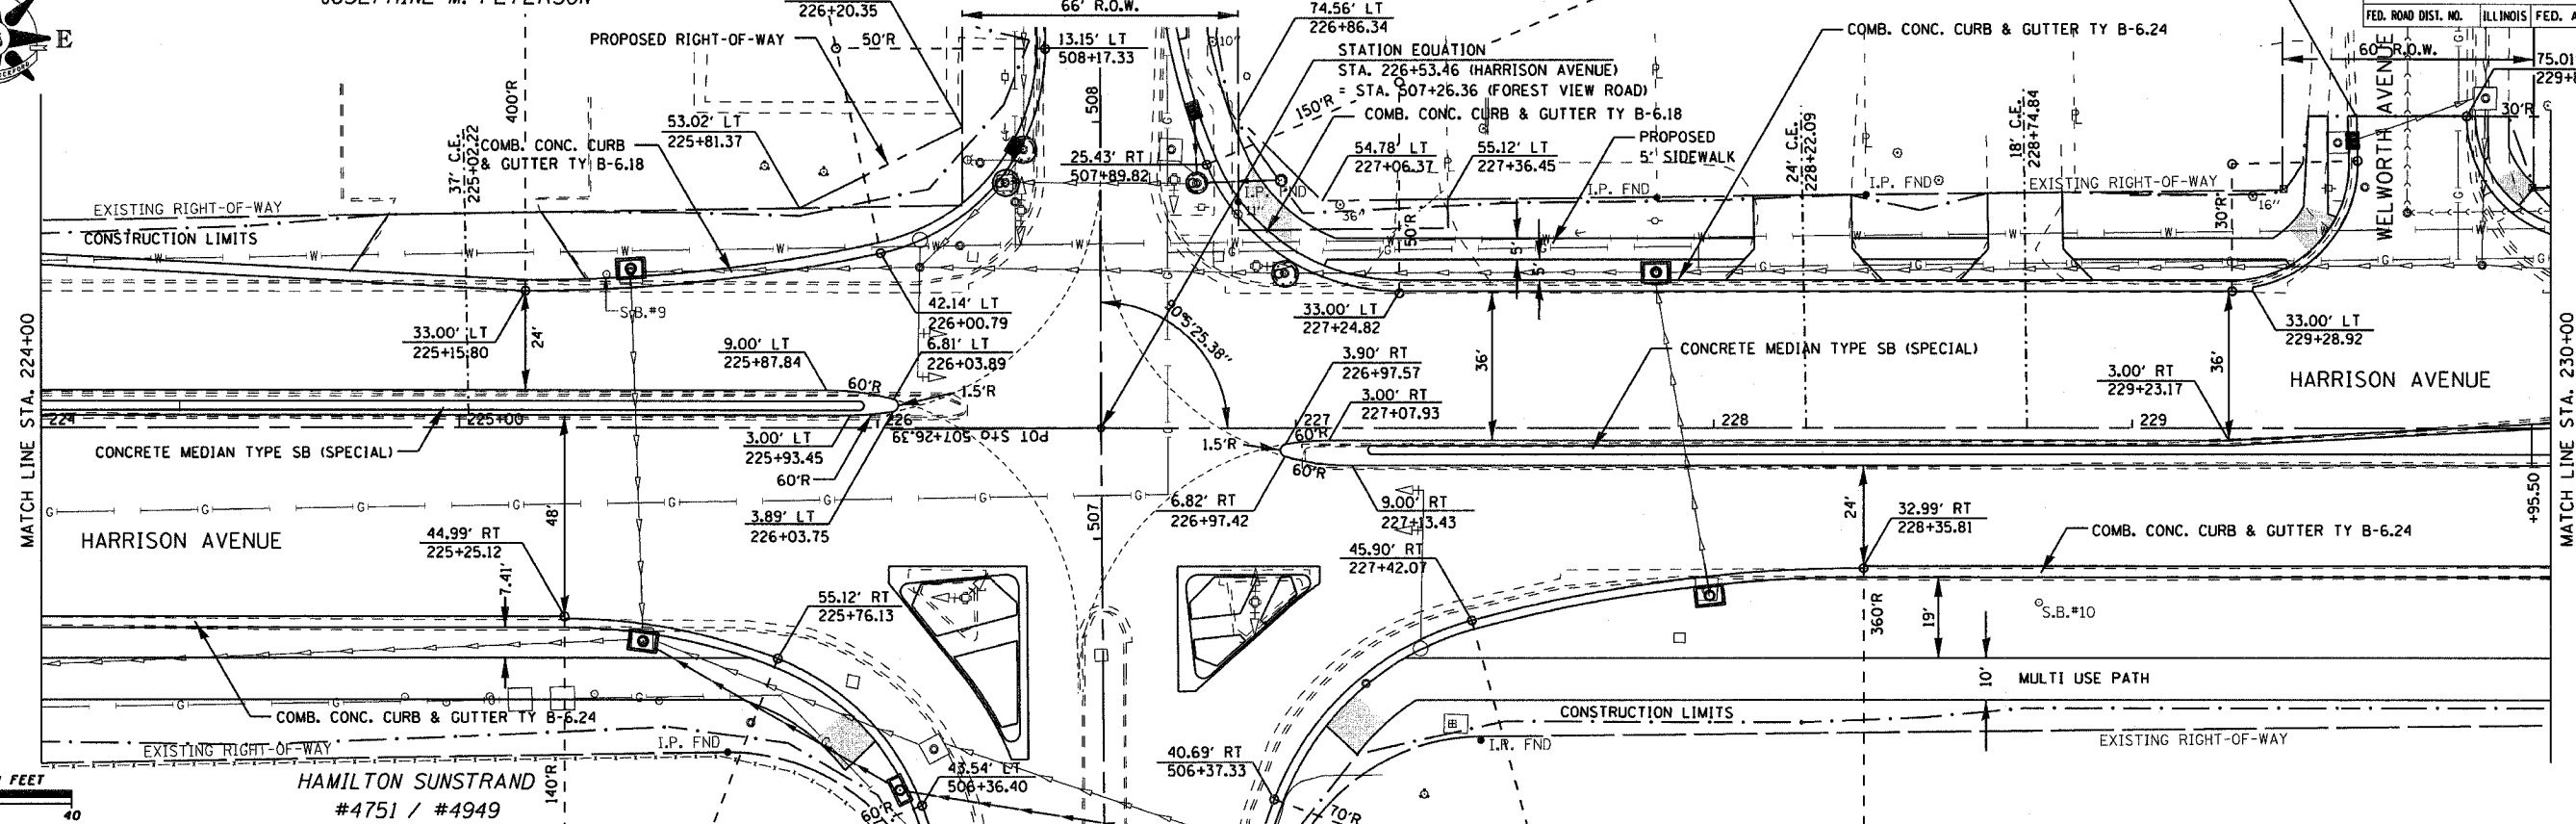 226+20.35
66' R.O.W.
74.56' LT
226+86.34
FED. ROAD DIST. NO.
ILLINOIS
E
PROPOSED RIGHT-OF-WAY
50'R
13.15' LT
508+17.33
10"
STATION EQUATION
STA. 226+53.46 (HARRISON AVENUE)
= STA. 507+26.36 (FOREST VIEW ROAD)
COMB. CONC. CURB & GUTTER TY B-6.24
60' R.O.W.
WELWORTH AVENUE
75.01
400'R
37' C.E.
225+02.22
COMB. CONC. CURB
& GUTTER TY B-6.18
53.02' LT
225+81.37
508
150'R
COMB. CONC. CURB & GUTTER TY B-6.18
PROPOSED
5' SIDEWALK
24' C.E.
228+22.09
18' C.E.
228+74.84
30'R
25.43' RT
507+89.82
54.78' LT
227+06.37
55.12' LT
227+36.45
I.P. FND
I.P. FND
I.P. FND
EXISTING RIGHT-OF-WAY
EXISTING RIGHT-OF-WAY
CONSTRUCTION LIMITS
36"
16"
50'R
30'R
5'
5'
S.B.#9
33.00' LT
225+15.80
24'
42.14' LT
226+00.79
90°5'25.38"
33.00' LT
227+24.82
33.00' LT
229+28.92
MATCH LINE STA. 224+00
9.00' LT
225+87.84
6.81' LT
226+03.89
60'R
1.5'R
3.90' RT
226+97.57
36'
CONCRETE MEDIAN TYPE SB (SPECIAL)
3.00' RT
229+23.17
36'
HARRISON AVENUE
MATCH LINE STA. 230+00
3.00' RT
227+07.93
224
225+00
226
POT Sta 507+26.39
227
228
229
CONCRETE MEDIAN TYPE SB (SPECIAL)
3.00' LT
225+93.45
60'R
1.5'R
60'R
60'R
3.89' LT
226+03.75
6.82' RT
226+97.42
9.00' RT
227+13.43
24'
32.99' RT
228+35.81
+95.50
48'
507
HARRISON AVENUE
44.99' RT
225+25.12
45.90' RT
227+42.07
COMB. CONC. CURB & GUTTER TY B-6.24
7.41'
55.12' RT
225+76.13
360'R
19'
S.B.#10
10'
MULTI USE PATH
COMB. CONC. CURB & GUTTER TY B-6.24
CONSTRUCTION LIMITS
EXISTING RIGHT-OF-WAY
I.P. FND
40.69' RT
506+37.33
EXISTING RIGHT-OF-WAY
FEET
40
HAMILTON SUNSTRAND
#4751 / #4949
140'R
43.54' LT
506+36.40
60'R
70'R